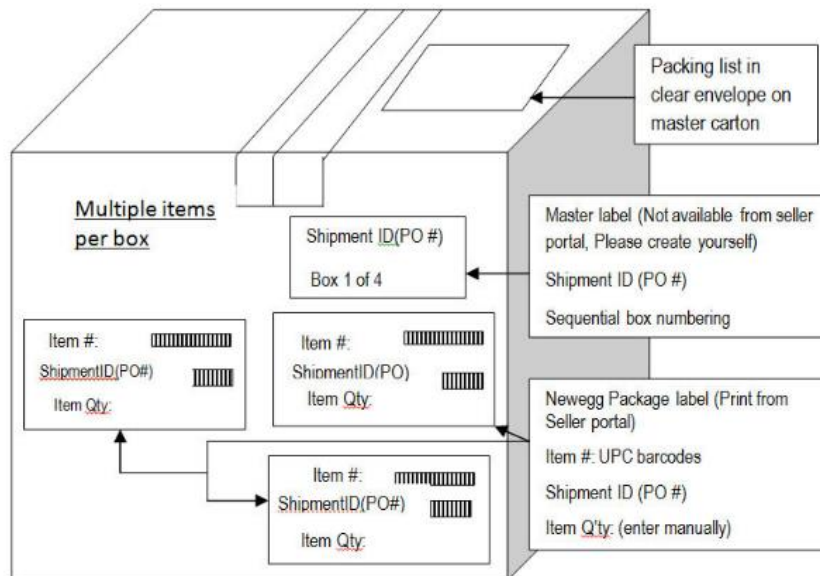 Packing list in
clear envelope on
master carton
Multiple items
per box
Shipment ID(PO #)
Box 1 of 4
Master label (Not available from seller
portal, Please create yourself)
Shipment ID (PO #)
Sequential box numbering
Item #:
ShipmentID(PO#)
Item Qty:
Item #:
ShipmentID(PO)
Item Qty:
Newegg Package label (Print from
Seller portal)
Item #: UPC barcodes
Shipment ID (PO #)
Item Q'ty: (enter manually)
Item #:
ShipmentID(PO#)
Item Qty: